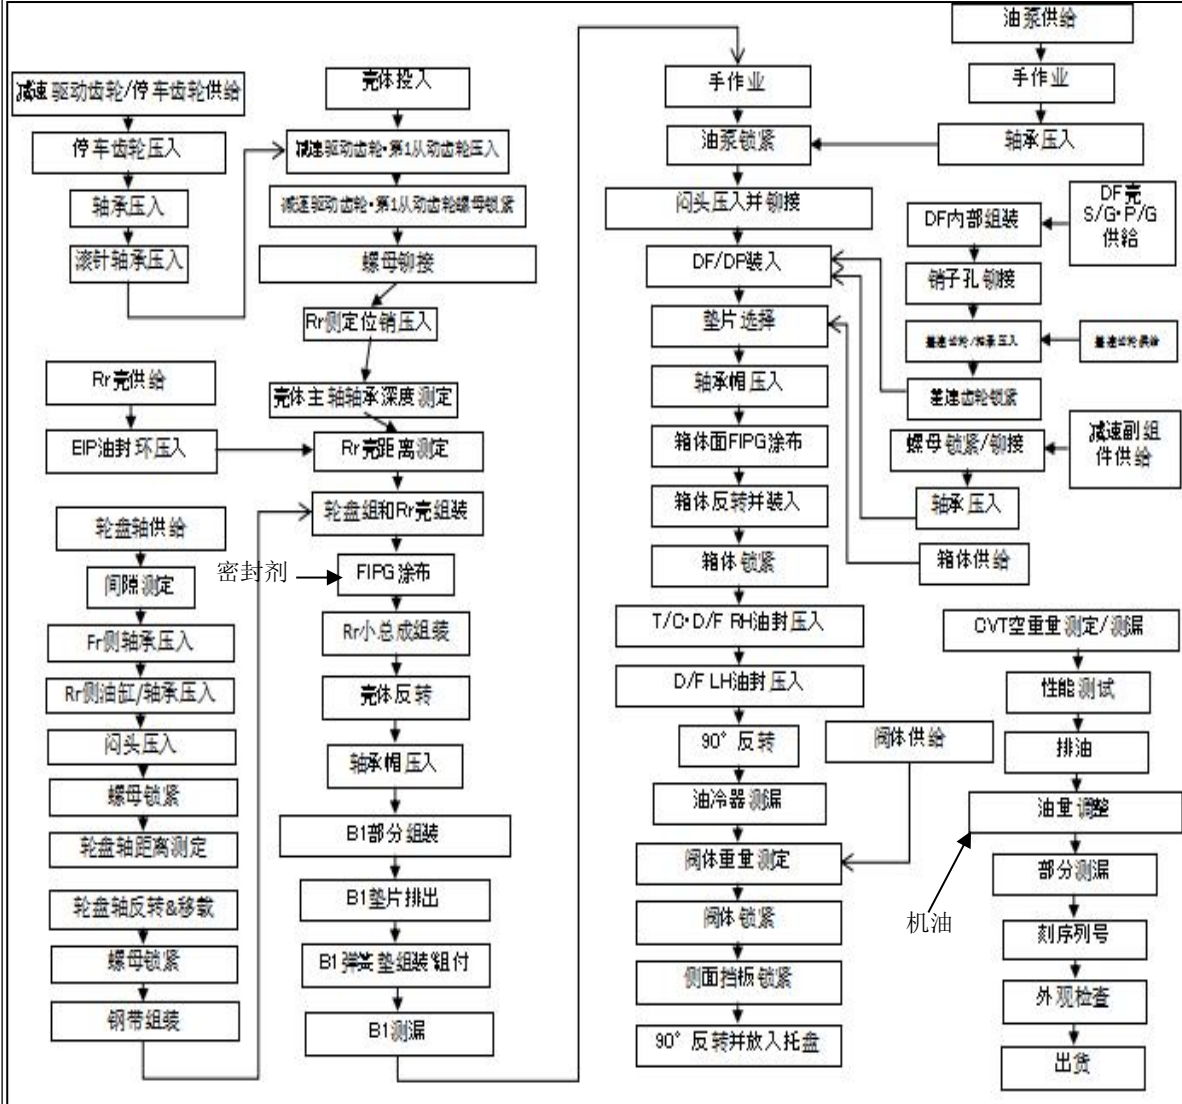 减速驱动齿轮/停车齿轮供给
停车齿轮压入
轴承压入
滚针轴承压入
Rr壳供给
EIP油封环压入
轮盘轴供给
间隙测定
Fr侧轴承压入
Rr侧油缸/轴承压入
闷头压入
螺母锁紧
轮盘轴距离测定
轮盘轴反转&移载
螺母锁紧
钢带组装
壳体投入
减速驱动齿轮·第1从动齿轮压入
减速驱动齿轮·第1从动齿轮螺母锁紧
螺母铆接
Rr侧定位销压入
壳体主轴轴承深度测定
Rr壳距离测定
轮盘组和Rr壳组装
密封剂
FIPG涂布
Rr小总成组装
壳体反转
轴承帽压入
B1部分组装
B1垫片排出
B1弹簧垫组装&组付
B1测漏
手作业
油泵锁紧
闷头压入并铆接
DF/DP装入
垫片选择
轴承帽压入
箱体面FIPG涂布
箱体反转并装入
箱体锁紧
T/C·D/F RH油封压入
D/F LH油封压入
90°反转
油冷器测漏
阀体重量测定
阀体锁紧
侧面挡板锁紧
90°反转并放入托盘
阀体供给
油泵供给
手作业
轴承压入
DF壳
S/G·P/G
供给
DF内部组装
销子孔铆接
差速齿轮/轴承压入
差速齿轮供给
差速齿轮锁紧
减速副组
件供给
螺母锁紧/铆接
轴承压入
箱体供给
CVT空重量测定/测漏
性能测试
排油
油量调整
机油
部分测漏
刻序列号
外观检查
出货